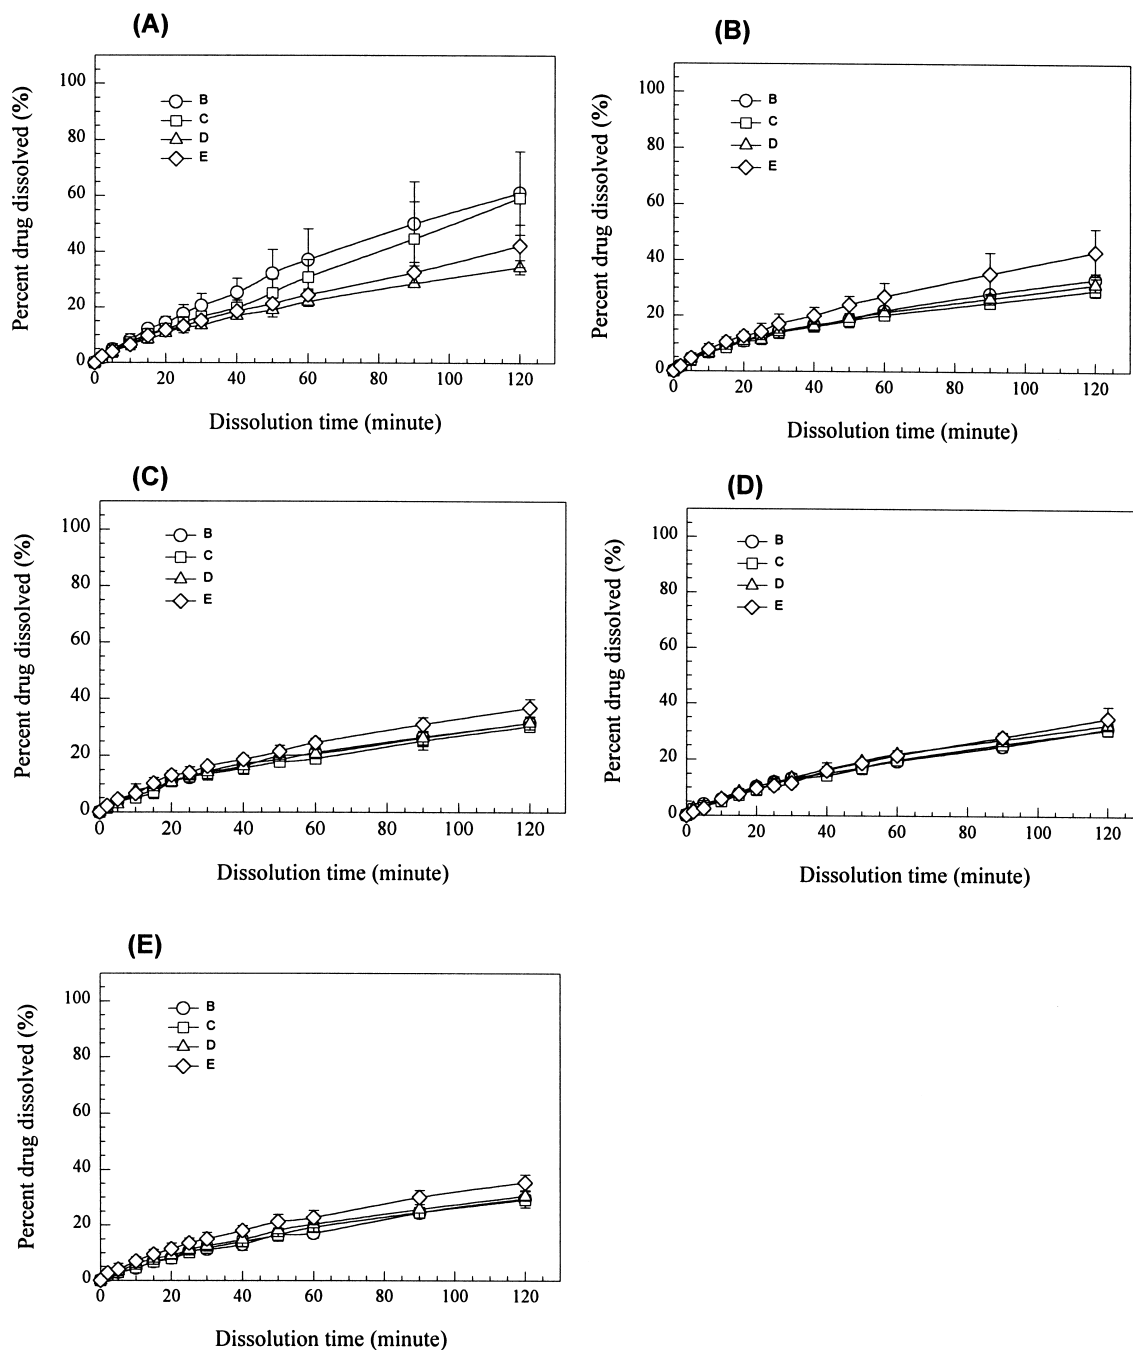 (A)
Percent drug dissolved (%)
100
80
60
40
20
0
B
C
D
E
0 20 40 60 80 100 120
Dissolution time (minute)
(B)
Percent drug dissolved (%)
100
80
60
40
20
0
B
C
D
E
0 20 40 60 80 100 120
Dissolution time (minute)
(C)
Percent drug dissolved (%)
100
80
60
40
20
0
B
C
D
E
0 20 40 60 80 100 120
Dissolution time (minute)
(D)
Percent drug dissolved (%)
100
80
60
40
20
0
B
C
D
E
0 20 40 60 80 100 120
Dissolution time (minute)
(E)
Percent drug dissolved (%)
100
80
60
40
20
0
B
C
D
E
0 20 40 60 80 100 120
Dissolution time (minute)